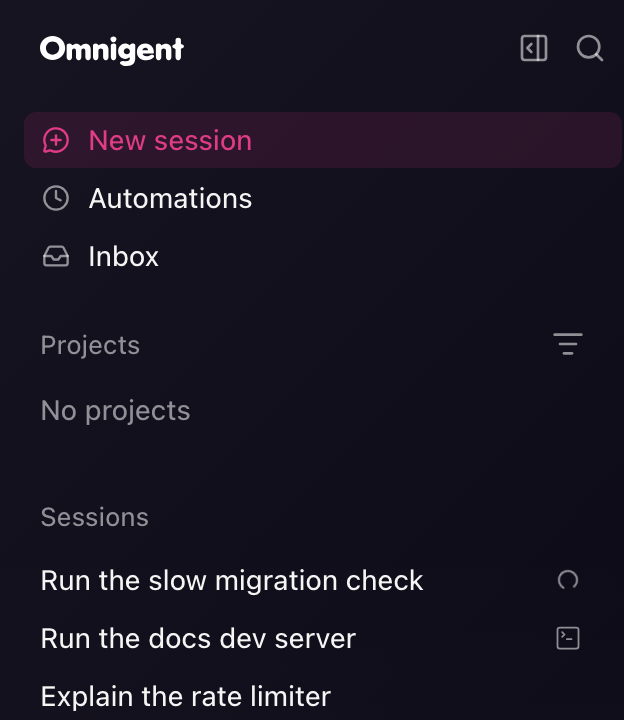 Omnigent
New session
Automations
Inbox
Projects
No projects
Sessions
Run the slow migration check
Run the docs dev server
Explain the rate limiter